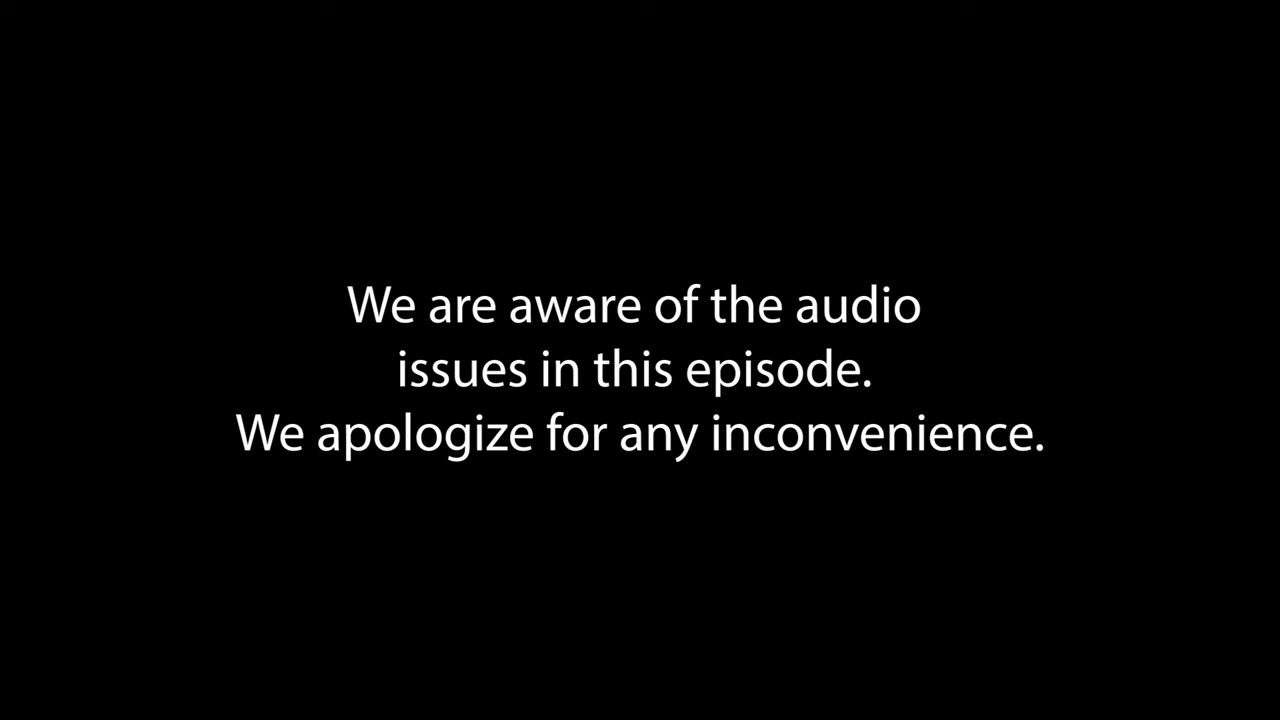 We are aware of the audio
issues in this episode.
We apologize for any inconvenience.